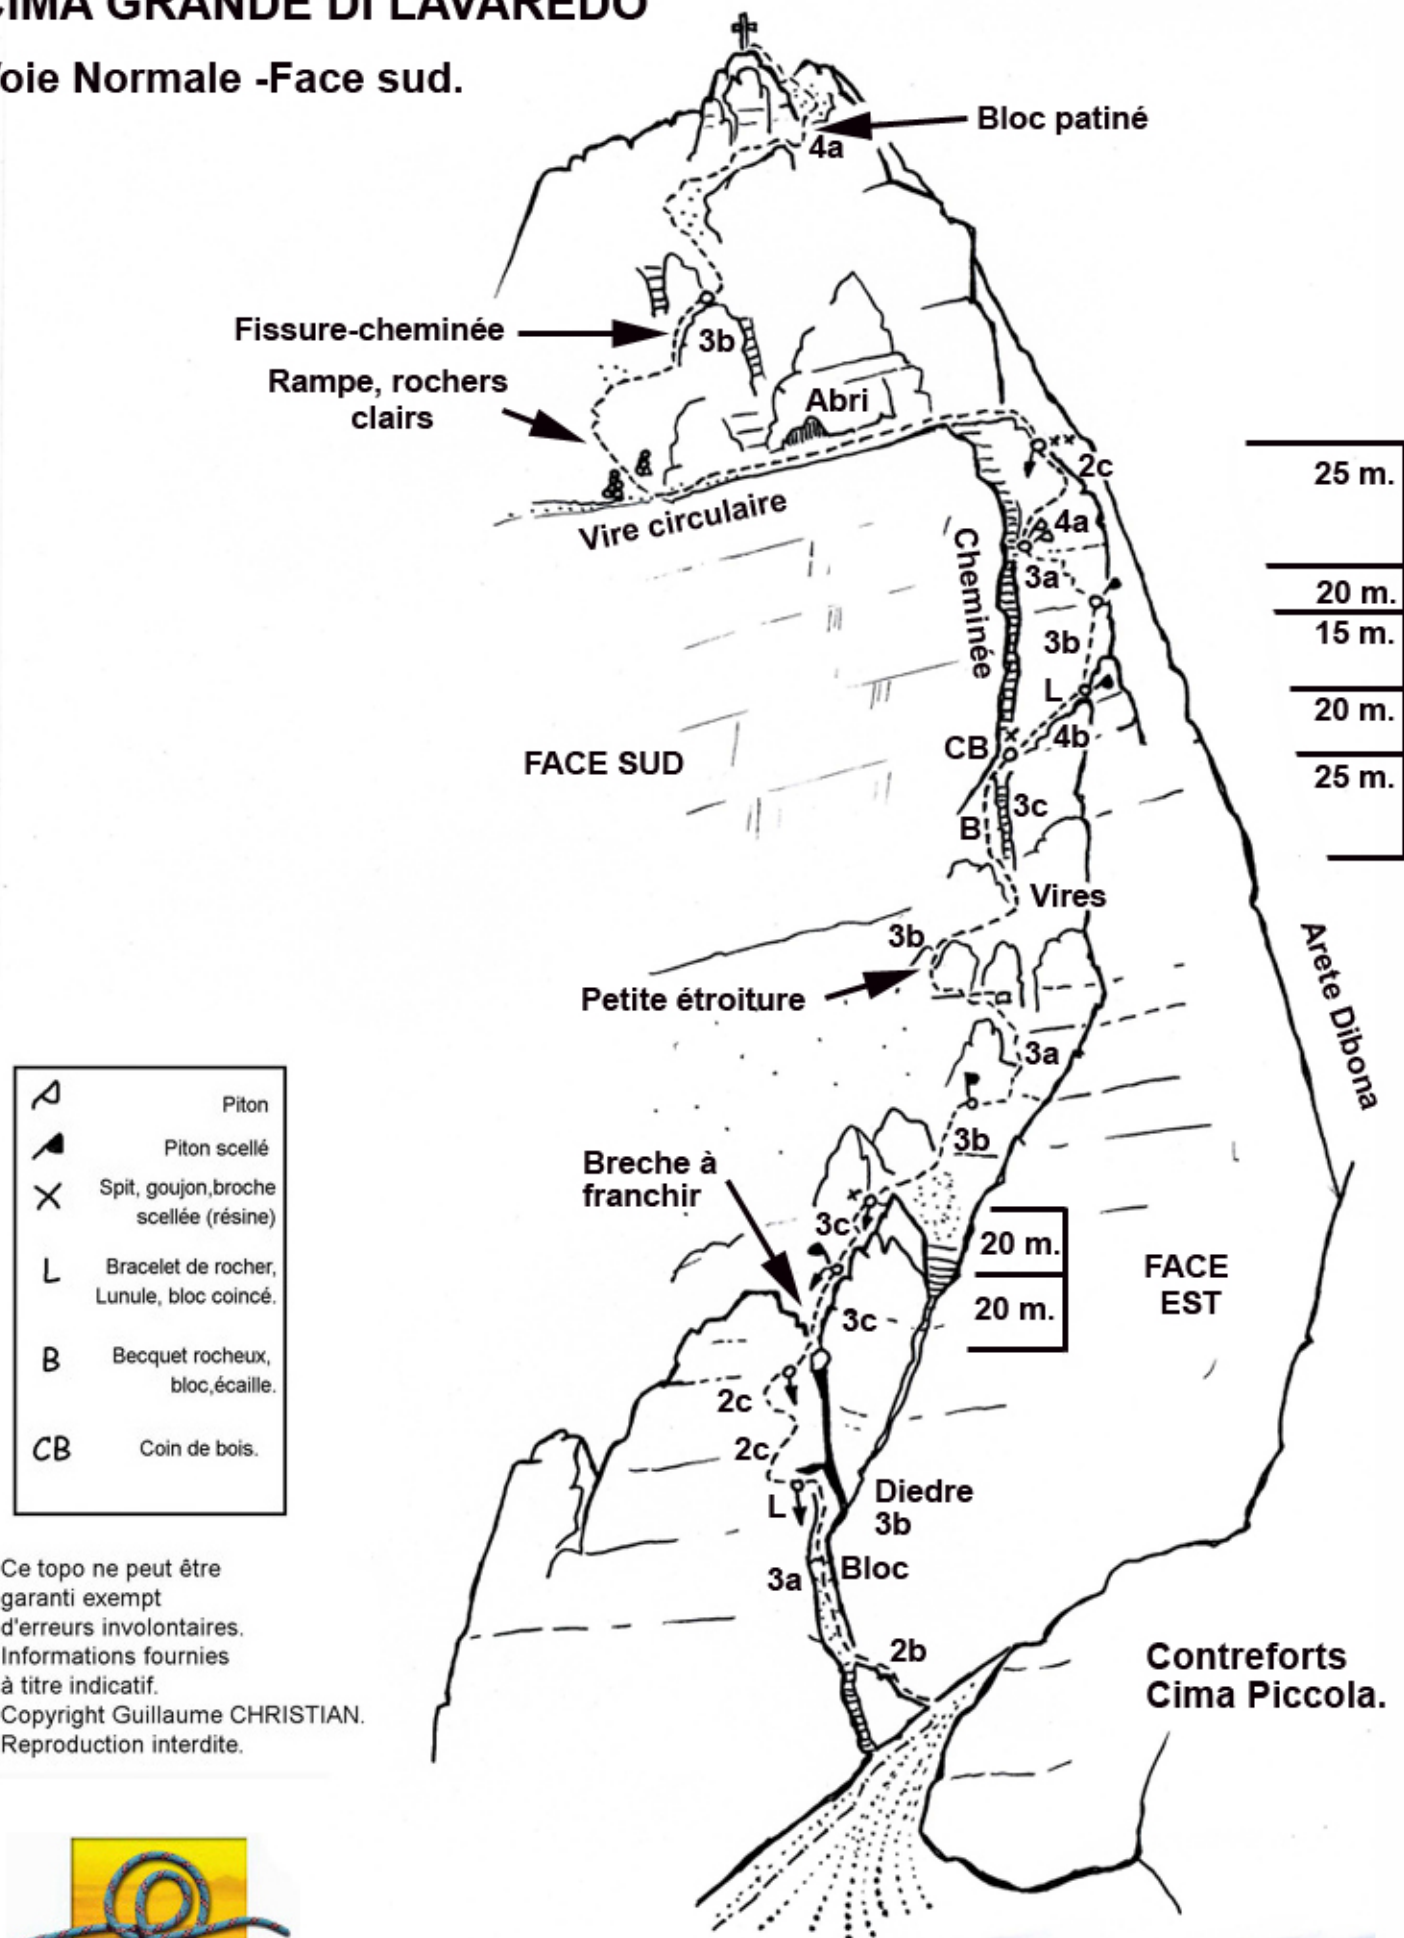 CIMA GRANDE DI LAVAREDO
Voie Normale -Face sud.
Bloc patiné
4a
Fissure-cheminée
3b
Rampe, rochers
clairs
Abri
2c
25 m.
Vire circulaire
4a
Cheminée
3a
20 m.
3b
15 m.
L
20 m.
CB
4b
FACE SUD
25 m.
3c
B
Vires
3b
Petite étroiture
Arete Dibona
3a
3b
Breche à
franchir
3c
20 m.
FACE
EST
20 m.
3c
2c
2c
L
Diedre
3b
Bloc
3a
2b
Contreforts
Cima Piccola.
Piton
Piton scellé
Spit, goujon,broche
scellée (résine)
L
Bracelet de rocher,
Lunule, bloc coincé.
B
Becquet rocheux,
bloc,écaille.
CB
Coin de bois.
Ce topo ne peut être
garanti exempt
d'erreurs involontaires.
Informations fournies
à titre indicatif.
Copyright Guillaume CHRISTIAN.
Reproduction interdite.